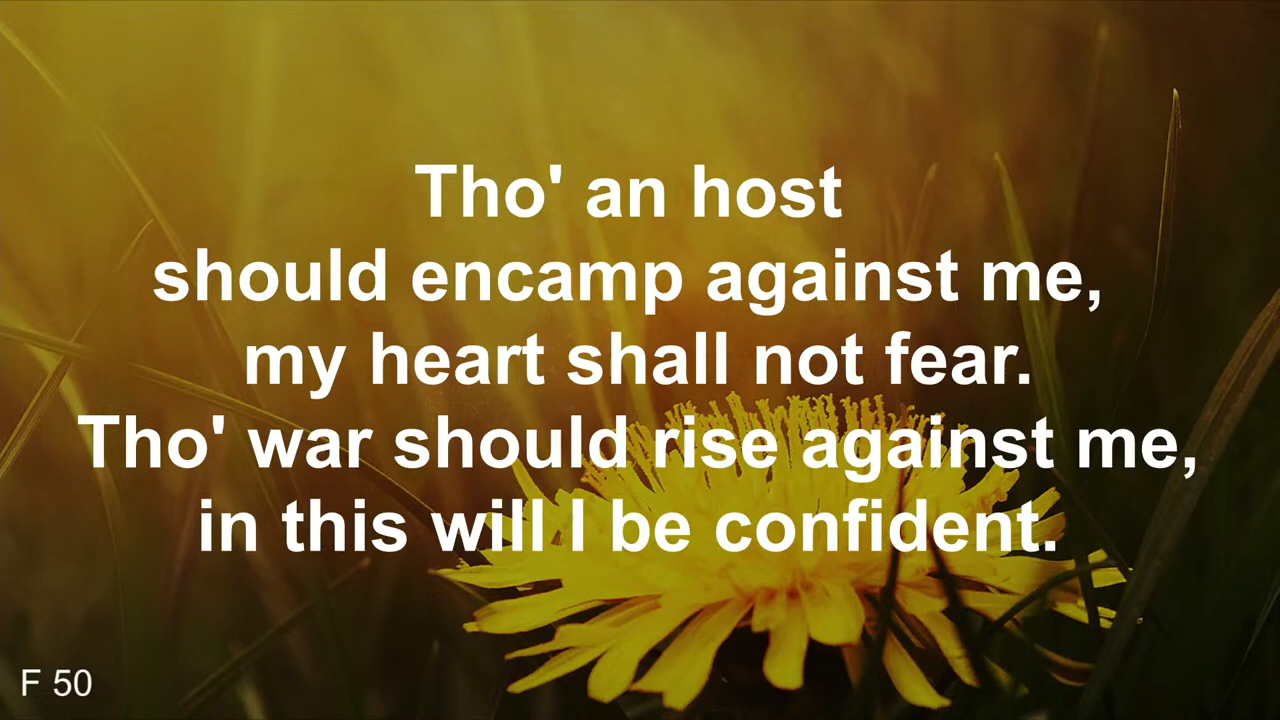 Tho' an host
should encamp against me,
my heart shall not fear.
Tho' war should rise against me,
in this will I be confident.
F 50